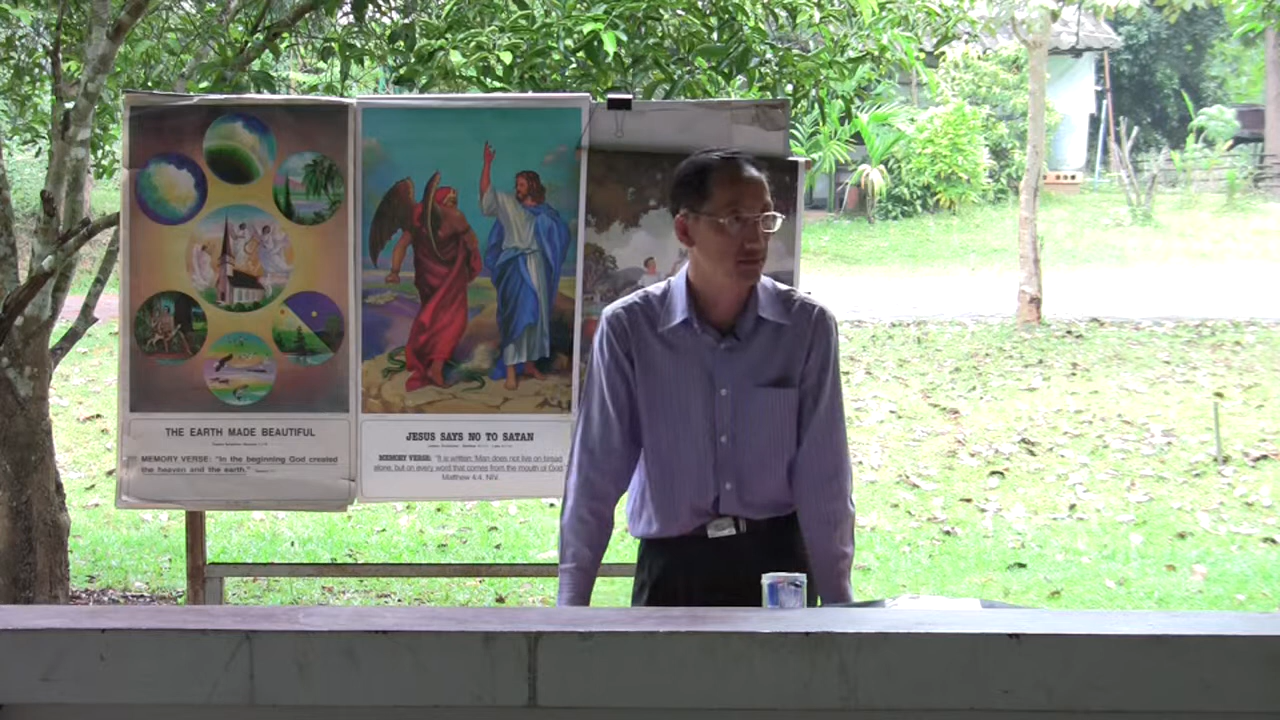 THE EARTH MADE BEAUTIFUL
MEMORY VERSE: "In the beginning God created
the heaven and the earth."
JESUS SAYS NO TO SATAN
MEMORY VERSE: "It is written, 'Man does not live on bread
alone, but on every word that comes from the mouth of God
Matthew 4:4, NIV.